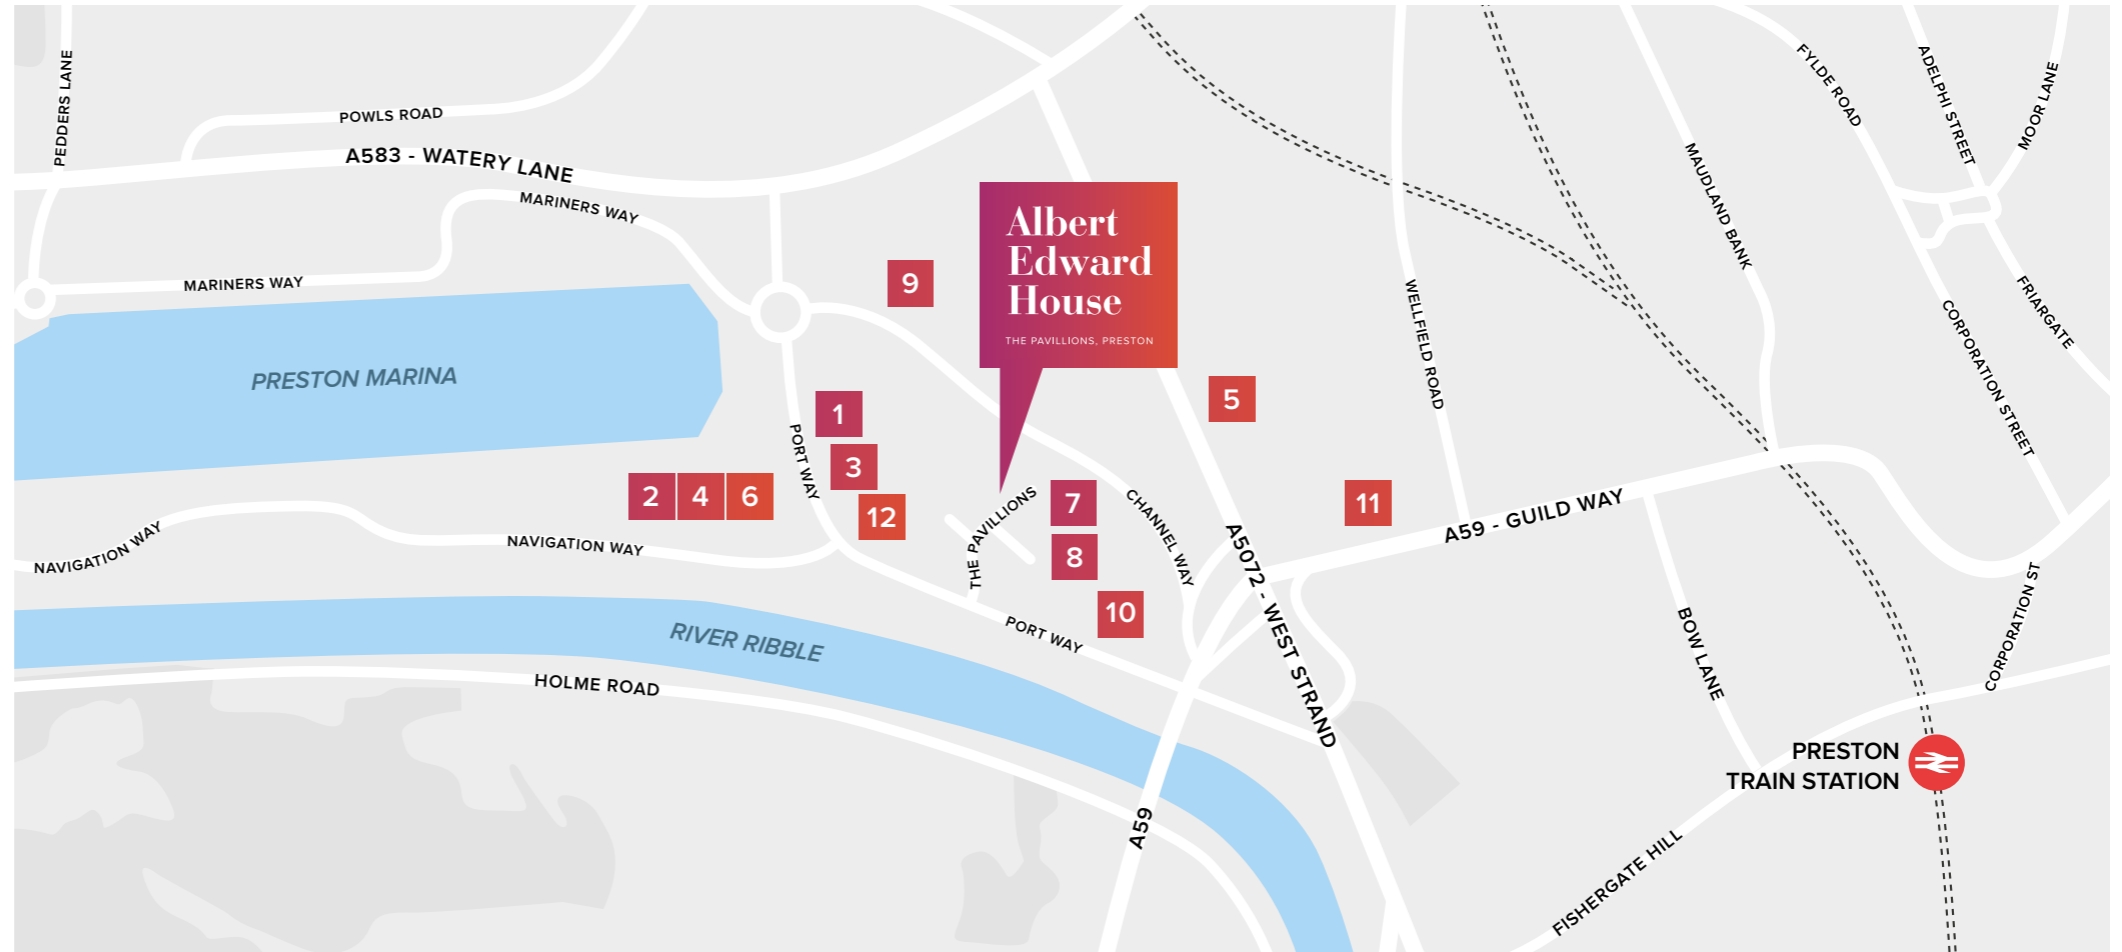 PEDDERS LANE
POWLS ROAD
A583 - WATERY LANE
MARINERS WAY
MARINERS WAY
PRESTON MARINA
9
Albert
Edward
House
THE PAVILLIONS, PRESTON
1
3
2
4
6
12
PORT WAY
5
7
8
10
11
THE PAVILLIONS
CHANNEL WAY
NAVIGATION WAY
NAVIGATION WAY
RIVER RIBBLE
PORT WAY
HOLME ROAD
A59
A5072 - WEST STRAND
A59 - GUILD WAY
WELLFIELD ROAD
MAUDLAND BANK
FYLDE ROAD
ADELPHI STREET
MOOR LANE
FRIARGATE
CORPORATION STREET
CORPORATION ST
BOW LANE
PRESTON
TRAIN STATION
FISHERGATE HILL